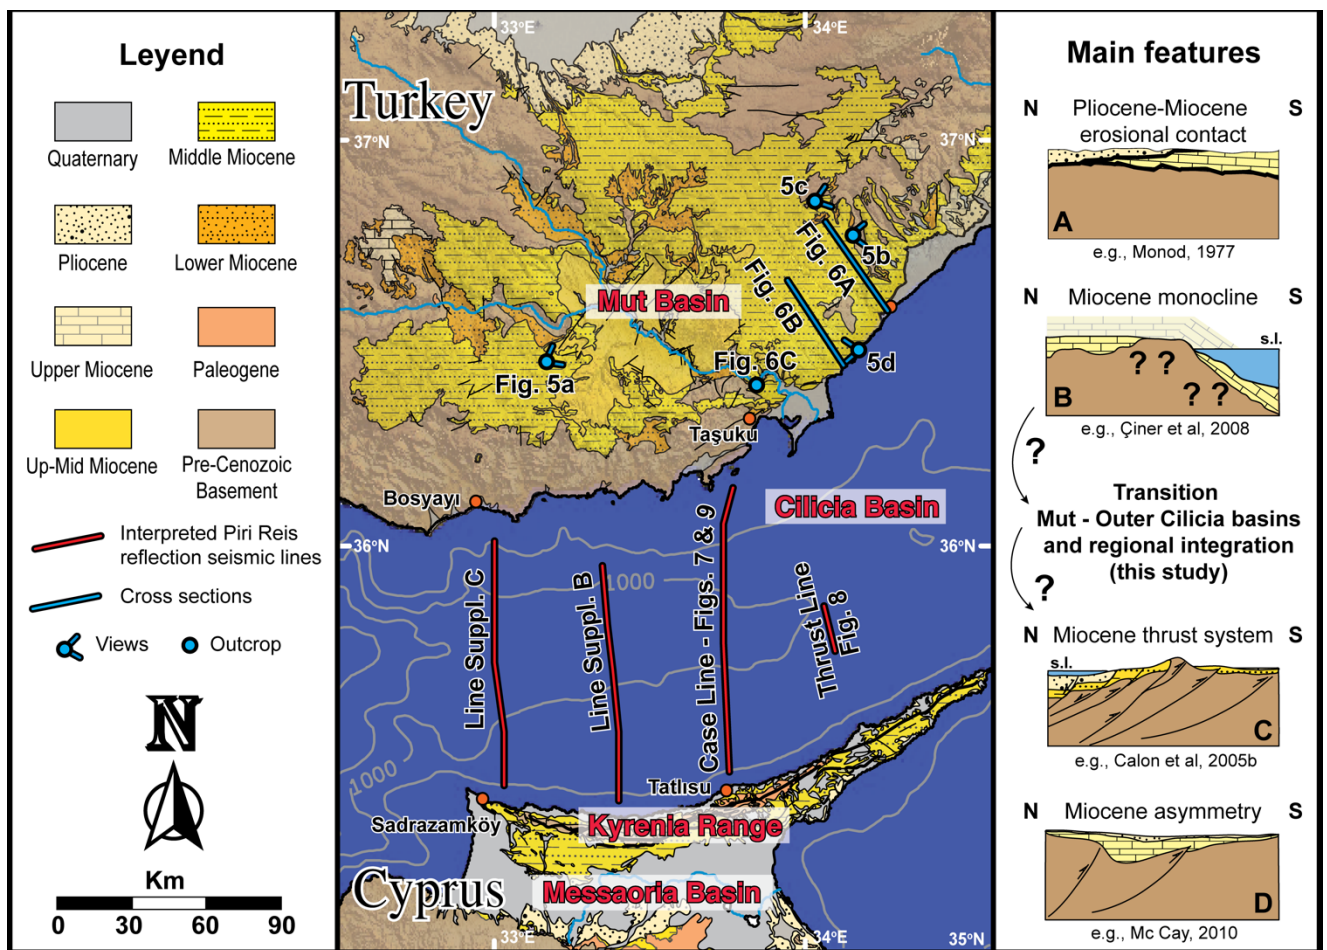 Leyend
Quaternary
Middle Miocene
Pliocene
Lower Miocene
Upper Miocene
Paleogene
Up-Mid Miocene
Pre-Cenozoic
Basement
Interpreted Piri Reis
reflection seismic lines
Cross sections
Views
Outcrop
N
Km
0 30 60 90
33°E
34°E
Turkey
37°N
37°N
5c
5b
Fig. 6A
Fig. 6B
Mut Basin
5d
Fig. 5a
Fig. 6C
Taşuku
Bosyayı
Cilicia Basin
36°N
36°N
1000
Line Suppl. C
Line Suppl. B
Case Line - Figs. 7 & 9
Thrust Line
Fig. 8
1000
Tatlısu
Sadrazamköy
Kyrenia Range
Cyprus
Messaoria Basin
33°E
34°E
35°N
Main features
N Pliocene-Miocene S
erosional contact
A
e.g., Monod, 1977
N Miocene monocline S
s.l.
? ?
? ?
B
e.g., Çiner et al, 2008
?
Transition
Mut - Outer Cilicia basins
and regional integration
(this study)
?
N Miocene thrust system S
s.l.
C
e.g., Calon et al, 2005b
N Miocene asymmetry S
D
e.g., Mc Cay, 2010